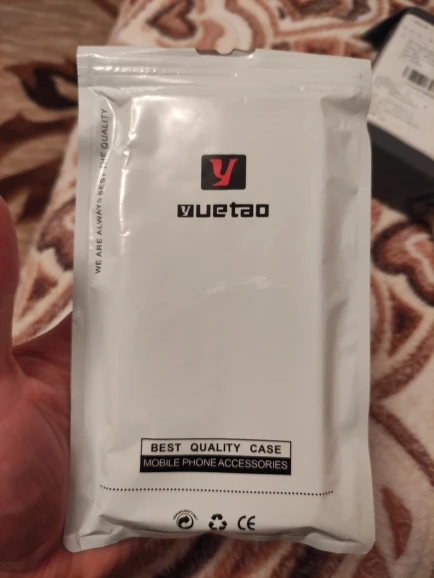 WE ARE ALWAYS BEST THE QUALITY
y
yuetao
BEST QUALITY CASE
MOBILE PHONE ACCESSORIES
CE